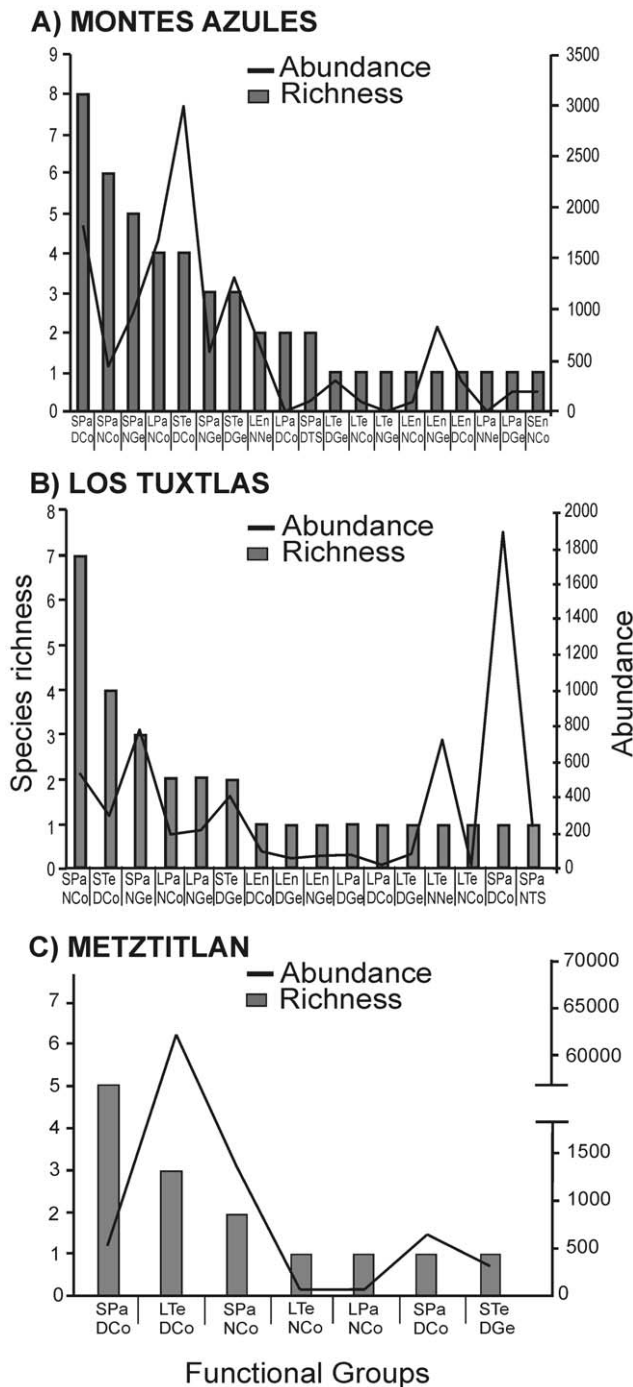 A) MONTES AZULES
Abundance
Richness
9
8
7
6
5
4
3
2
1
0
3500
3000
2500
2000
1500
1000
500
0
SPa SPa SPa LPa STe SPa STe LEn LPa SPa LTe LTe LTe LEn LEn LEn LPa LPa SEn
DCo NCo NGe NCo DCo NGe DGe NNe DCo DTS DGe NCo NGe NCo NGe DCo NNe DGe NCo
B) LOS TUXTLAS
Abundance
Richness
Species richness
8
7
6
5
4
3
2
1
0
2000
1800
1600
1400
1200
1000
800
600
400
200
0
Abundance
SPa STe SPa LPa LPa STe LEn LEn LEn LPa LPa LTe LTe LTe SPa SPa
NCo DCo NGe NCo NGe DGe DCo DGe NGe DGe DCo DGe NNe NCo DCo NTS
C) METZTITLAN
Abundance
Richness
7
6
5
4
3
2
1
0
70000
65000
60000
1500
1000
500
0
SPa LTe SPa LTe LPa SPa STe
DCo DCo NCo NCo NCo DCo DGe
Functional Groups